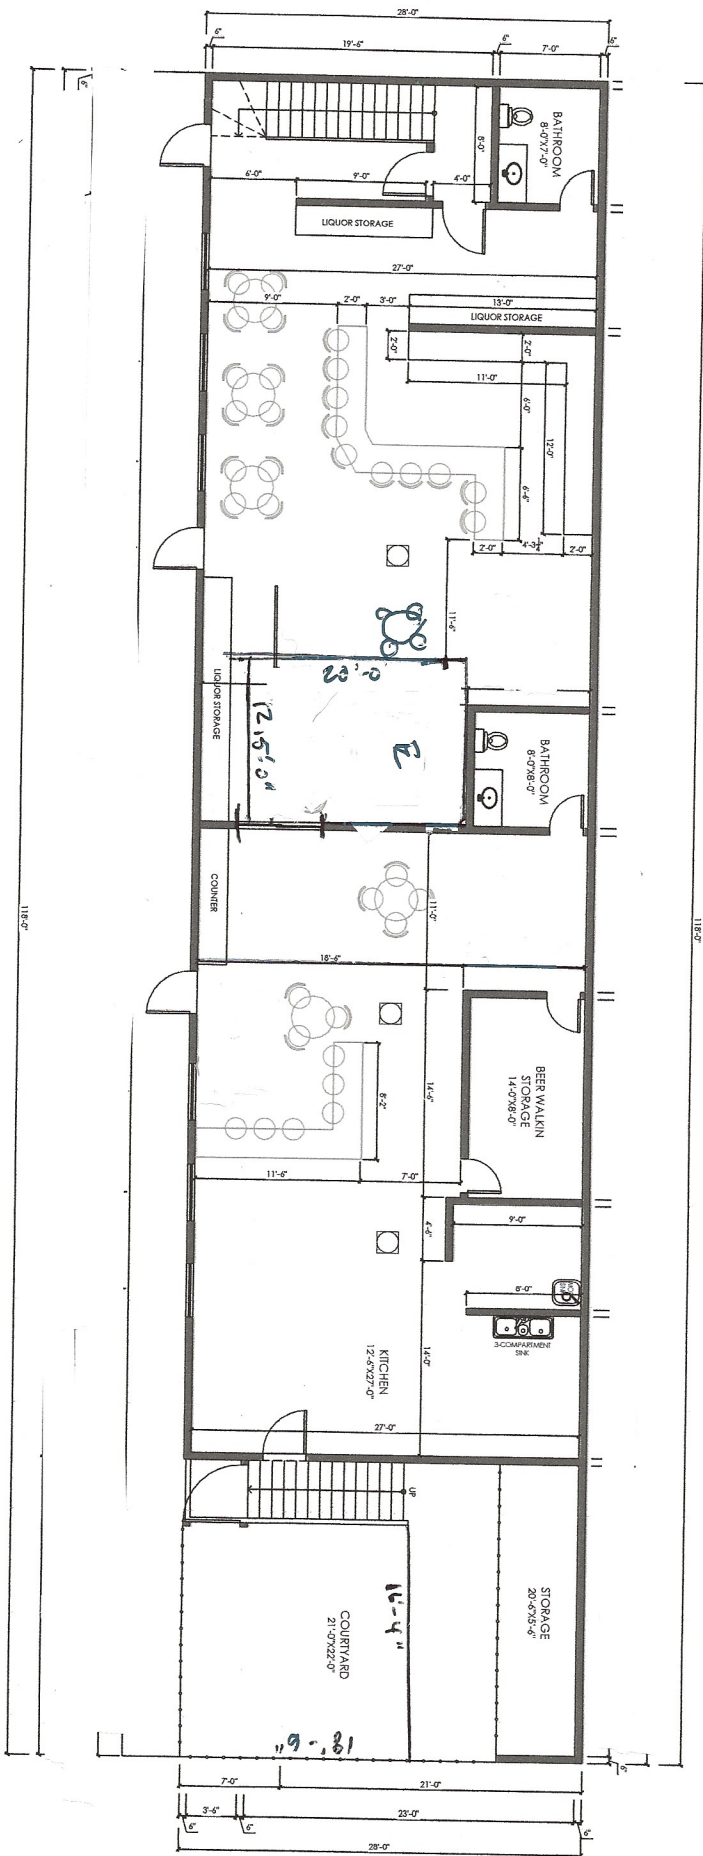 28'-0"
19'-6"
7'-0"
6"
6"
6"
6"
BATHROOM
8'-0"X7'-0"
8'-0"
6'-0"
9'-0"
4'-0"
LIQUOR STORAGE
27'-0"
9'-0"
2'-0"
3'-0"
13'-0"
LIQUOR STORAGE
2'-0"
2'-0"
11'-0"
6'-0"
12'-0"
6'-6"
2'-0"
2'-0"
11'-6"
20'-0"
12'.5'-0"
LIQUOR STORAGE
BATHROOM
8'-0"X8'-0"
COUNTER
11'-0"
118'-0"
118'-0"
18'-6"
BEER WALKIN
STORAGE
14'-0"X8'-0"
14'-6"
8'-2"
11'-6"
7'-0"
4'-6"
9'-0"
8'-0"
3-COMPARTMENT
SINK
KITCHEN
12'-6"X27'-0"
14'-0"
27'-0"
UP
STORAGE
20'-6"X5'-6"
16'-4"
COURTYARD
21'-0"X22'-0"
18'-6"
6"
7'-0"
21'-0"
3'-6"
23'-0"
6"
6"
6"
28'-0"